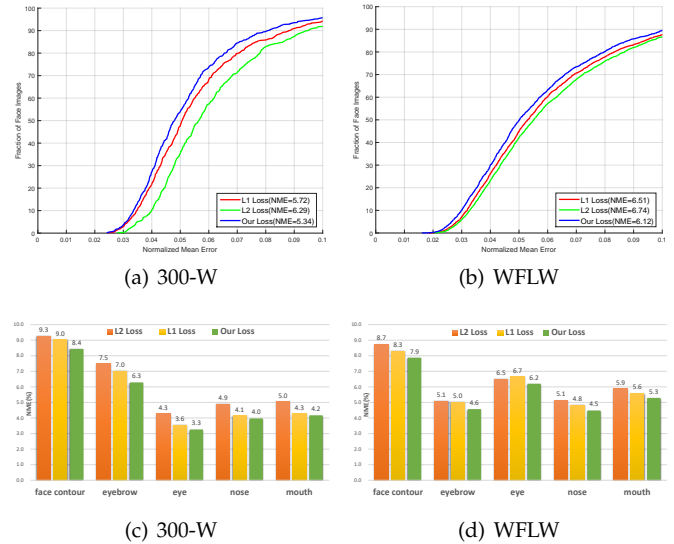 100
90
80
70
60
50
40
30
20
10
0
Fraction of Face Images
0 0.01 0.02 0.03 0.04 0.05 0.06 0.07 0.08 0.09 0.1
Normalized Mean Error
L1 Loss(NME=5.72)
L2 Loss(NME=6.29)
Our Loss(NME=5.34)
(a) 300-W
100
90
80
70
60
50
40
30
20
10
0
Fraction of Face Images
0 0.01 0.02 0.03 0.04 0.05 0.06 0.07 0.08 0.09 0.1
Normalized Mean Error
L1 Loss(NME=6.51)
L2 Loss(NME=6.74)
Our Loss(NME=6.12)
(b) WFLW
L2 Loss L1 Loss Our Loss
10.0
9.0
8.0
7.0
6.0
5.0
4.0
3.0
2.0
1.0
0.0
NME(%)
9.3 9.0 8.4
7.5 7.0 6.3
4.3 3.6 3.3
4.9 4.1 4.0
5.0 4.3 4.2
face contour eyebrow eye nose mouth
(c) 300-W
L2 Loss L1 Loss Our Loss
10.0
9.0
8.0
7.0
6.0
5.0
4.0
3.0
2.0
1.0
0.0
NME(%)
8.7 8.3 7.9
5.1 5.0 4.6
6.5 6.7 6.2
5.1 4.8 4.5
5.9 5.6 5.3
face contour eyebrow eye nose mouth
(d) WFLW